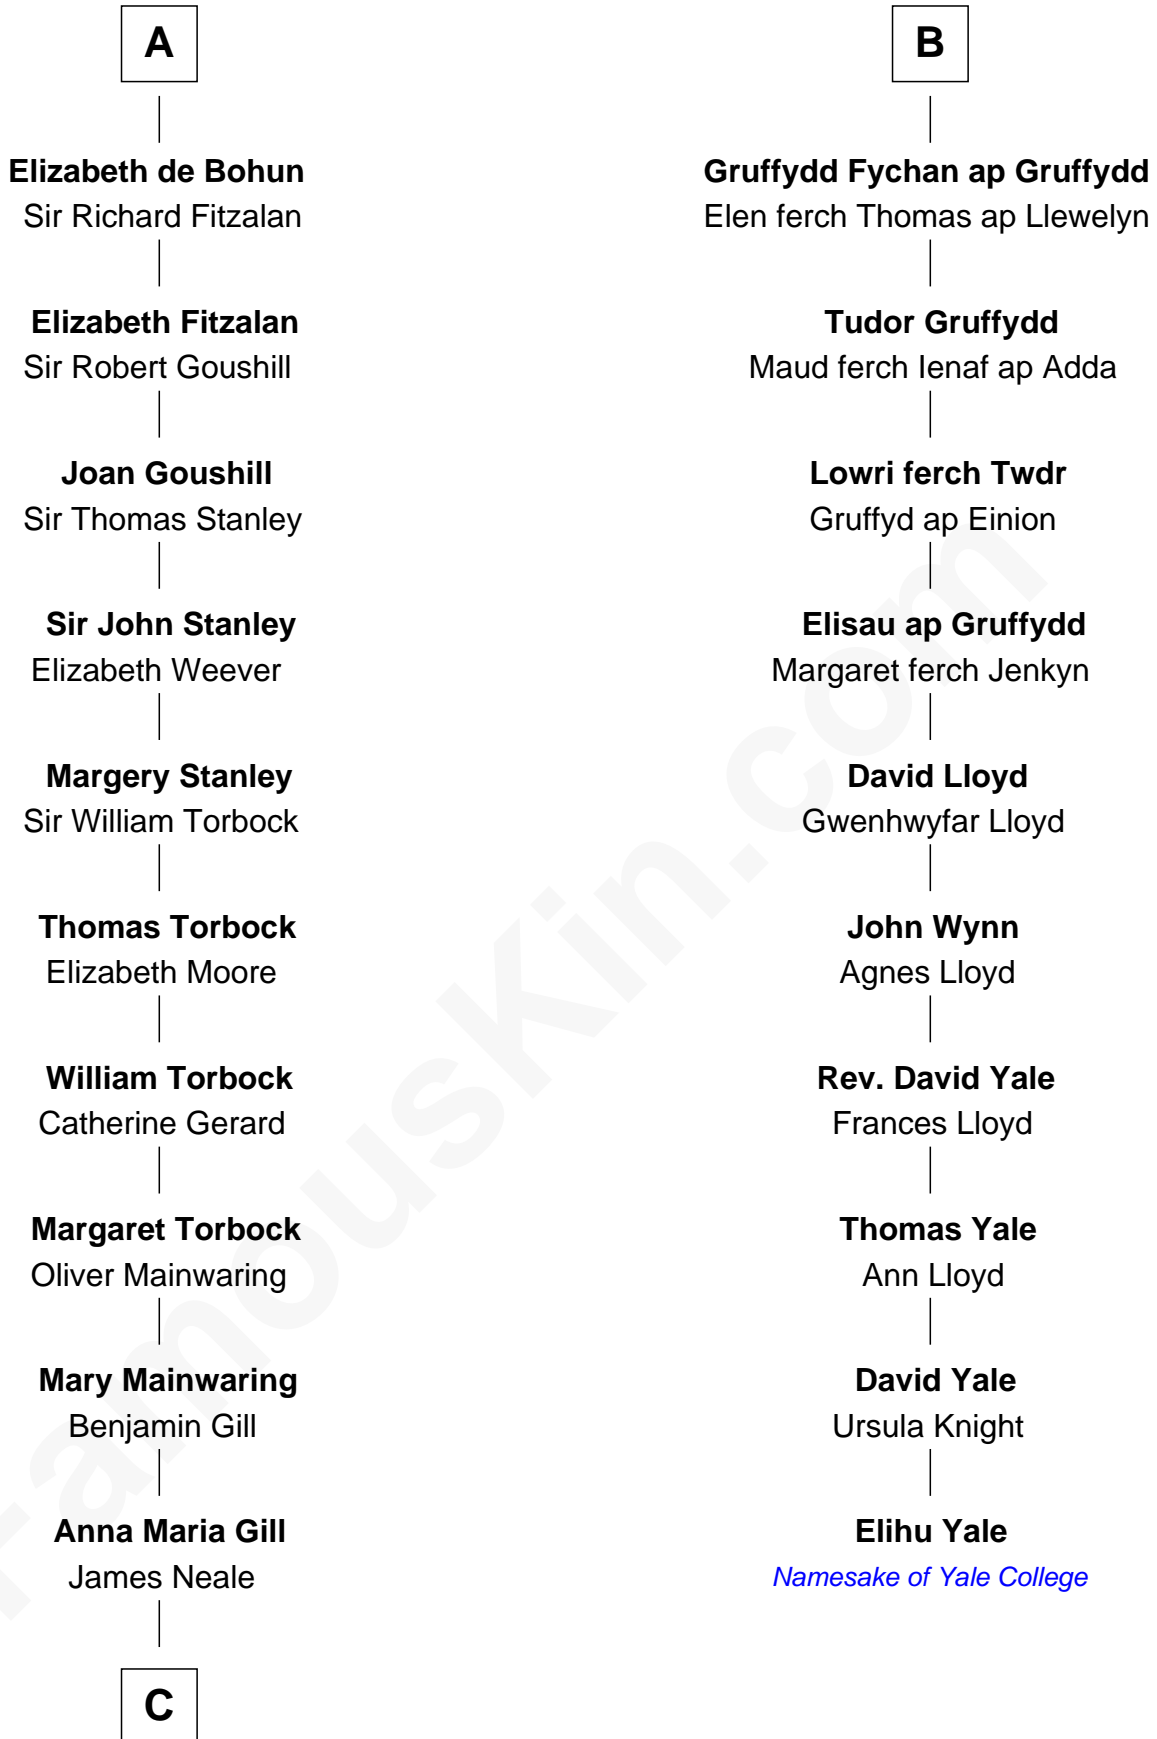 A
Elizabeth de Bohun
Sir Richard Fitzalan
Elizabeth Fitzalan
Sir Robert Goushill
Joan Goushill
Sir Thomas Stanley
Sir John Stanley
Elizabeth Weever
Margery Stanley
Sir William Torbock
Thomas Torbock
Elizabeth Moore
William Torbock
Catherine Gerard
Margaret Torbock
Oliver Mainwaring
Mary Mainwaring
Benjamin Gill
Anna Maria Gill
James Neale
C
B
Gruffydd Fychan ap Gruffydd
Elen ferch Thomas ap Llewelyn
Tudor Gruffydd
Maud ferch Ienaf ap Adda
Lowri ferch Twdr
Gruffyd ap Einion
Elisau ap Gruffydd
Margaret ferch Jenkyn
David Lloyd
Gwenhwyfar Lloyd
John Wynn
Agnes Lloyd
Rev. David Yale
Frances Lloyd
Thomas Yale
Ann Lloyd
David Yale
Ursula Knight
Elihu Yale
Namesake of Yale College
FamousKin.com